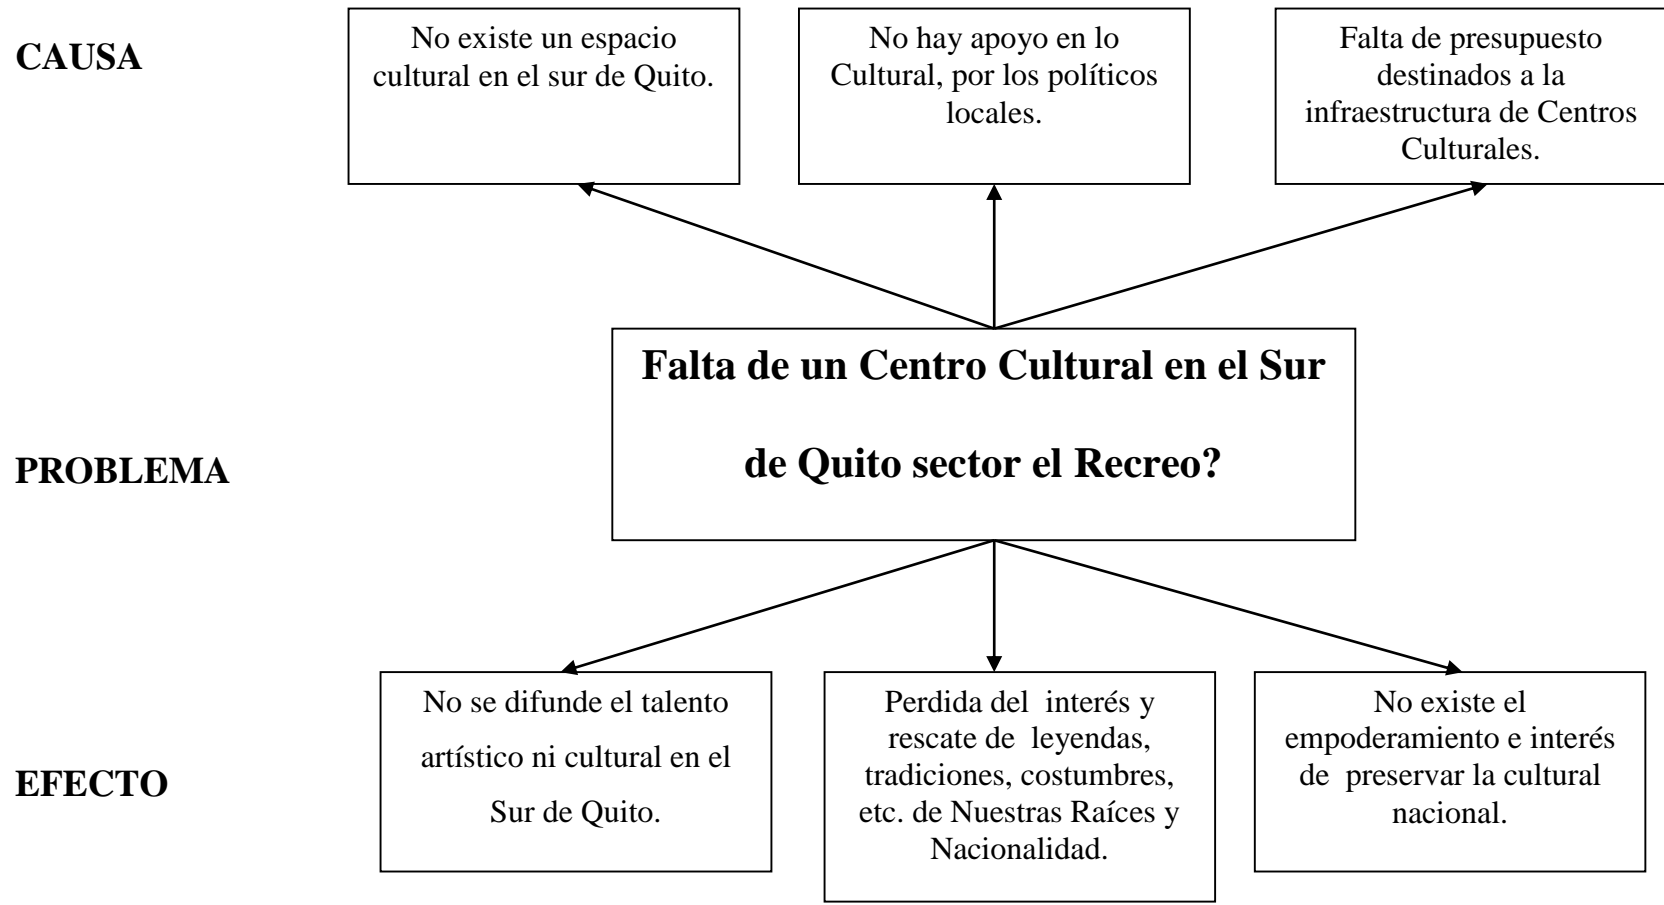 CAUSA
No existe un espacio
cultural en el sur de Quito.
No hay apoyo en lo
Cultural, por los políticos
locales.
Falta de presupuesto
destinados a la
infraestructura de Centros
Culturales.
PROBLEMA
Falta de un Centro Cultural en el Sur
de Quito sector el Recreo?
EFECTO
No se difunde el talento
artístico ni cultural en el
Sur de Quito.
Perdida del  interés y
rescate de  leyendas,
tradiciones, costumbres,
etc. de Nuestras Raíces y
Nacionalidad.
No existe el
empoderamiento e interés
de  preservar la cultural
nacional.